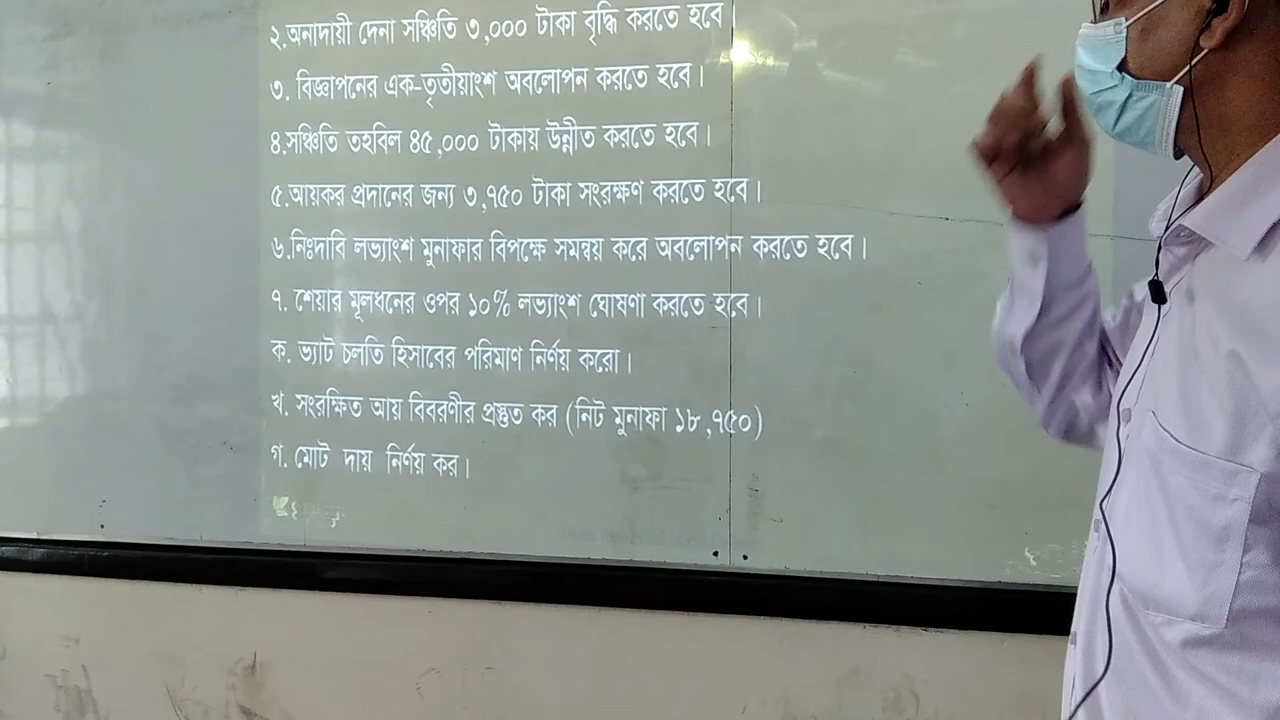 ২.অনাদায়ী দেনা সঞ্চিতি ৩,০০০ টাকা বৃদ্ধি করতে হবে।
৩. বিজ্ঞাপনের এক-তৃতীয়াংশ অবলোপন করতে হবে।
৪.সঞ্চিতি তহবিল ৪৫,০০০ টাকায় উন্নীত করতে হবে।
৫.আয়কর প্রদানের জন্য ৩,৭৫০ টাকা সংরক্ষণ করতে হবে।
৬.নিঃদাবি লভ্যাংশ মুনাফার বিপক্ষে সমন্বয় করে অবলোপন করতে হবে।
৭. শেয়ার মূলধনের ওপর ১০% লভ্যাংশ ঘোষণা করতে হবে।
ক. ভ্যাট চলতি হিসাবের পরিমাণ নির্ণয় করো।
খ. সংরক্ষিত আয় বিবরণীর প্রস্তুত কর (নিট মুনাফা ১৮,৭৫০)
গ. মোট দায় নির্ণয় কর।